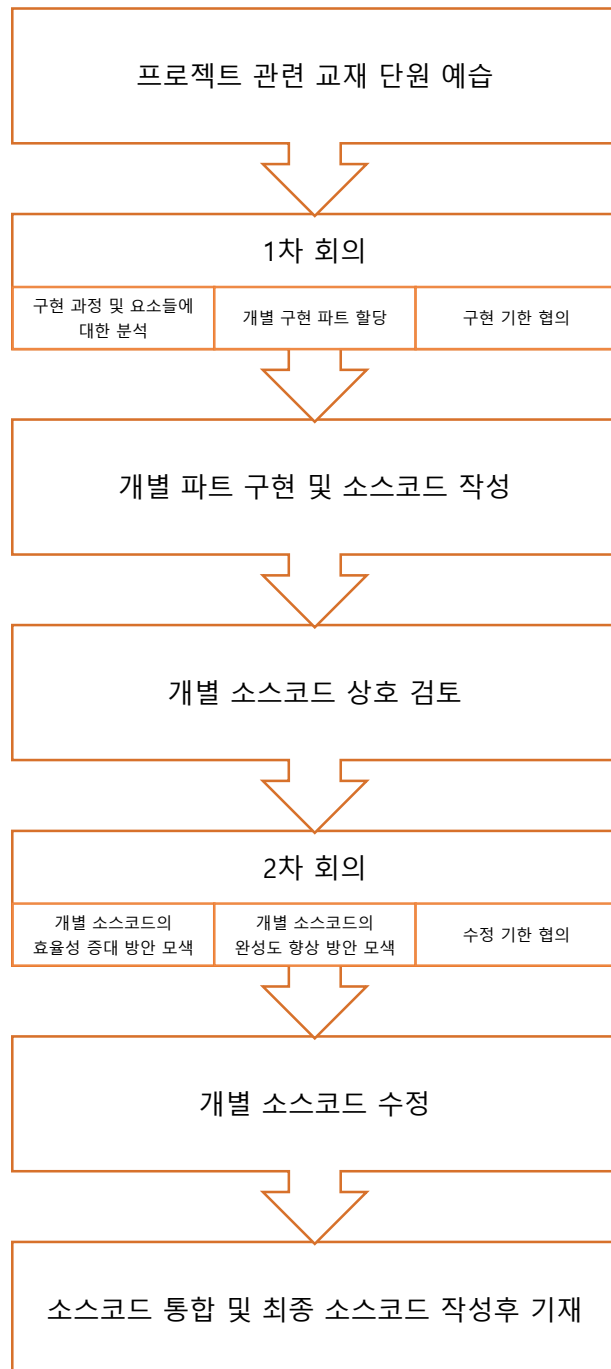 프로젝트 관련 교재 단원 예습
1차 회의
구현 과정 및 요소들에
대한 분석
개별 구현 파트 할당
구현 기한 협의
개별 파트 구현 및 소스코드 작성
개별 소스코드 상호 검토
2차 회의
개별 소스코드의
효율성 증대 방안 모색
개별 소스코드의
완성도 향상 방안 모색
수정 기한 협의
개별 소스코드 수정
소스코드 통합 및 최종 소스코드 작성후 기재